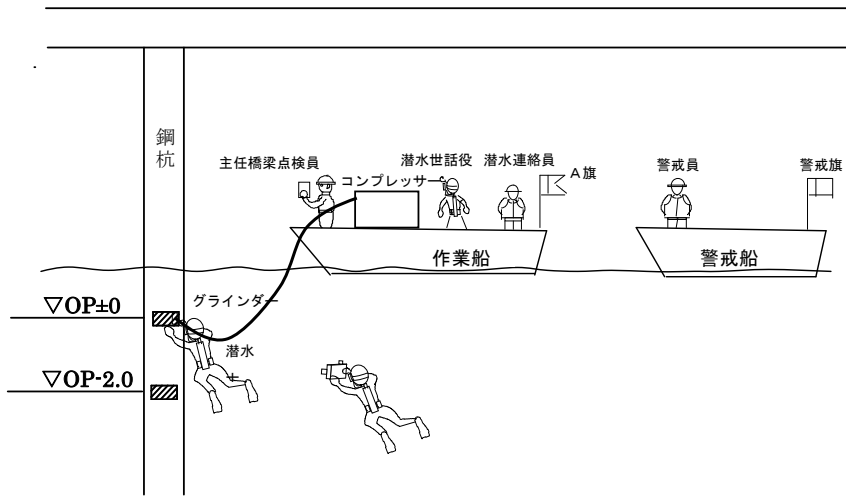 鋼杭
主任橋梁点検員
コンプレッサー
潜水世話役
潜水連絡員
A旗
警戒員
警戒旗
作業船
警戒船
グラインダー
▽OP±0
潜水
▽OP-2.0